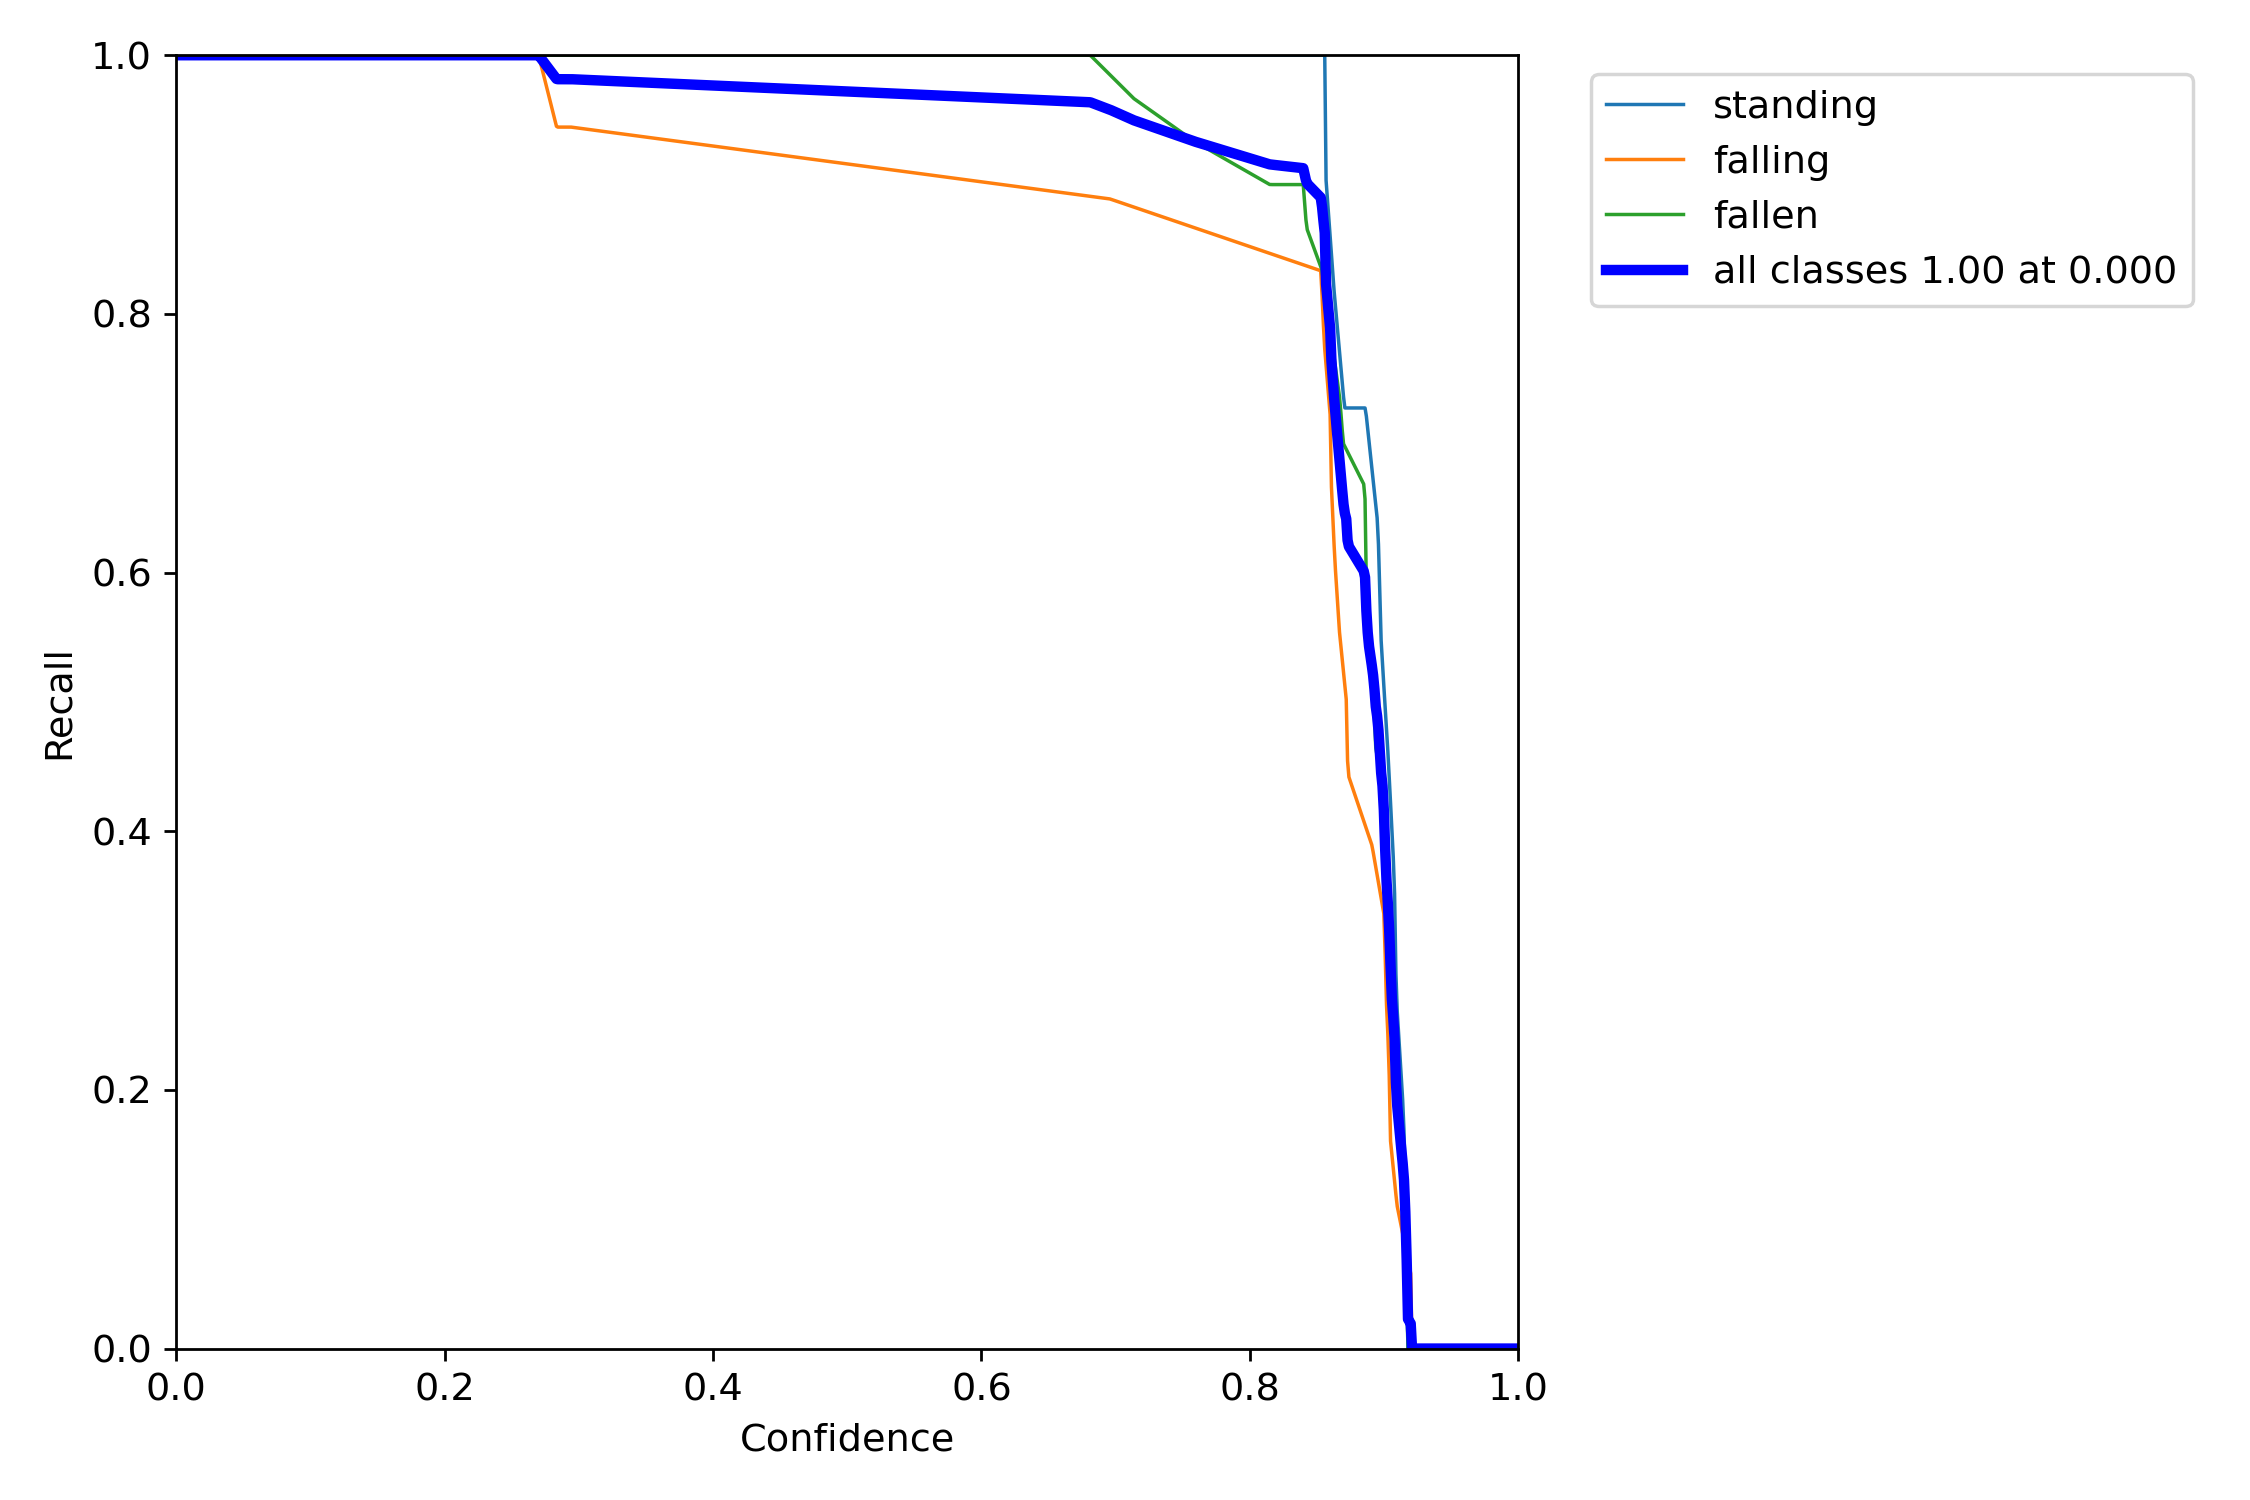 1.0
0.8
0.6
0.4
0.2
0.0
Recall
0.0 0.2 0.4 0.6 0.8 1.0
Confidence
standing
falling
fallen
all classes 1.00 at 0.000